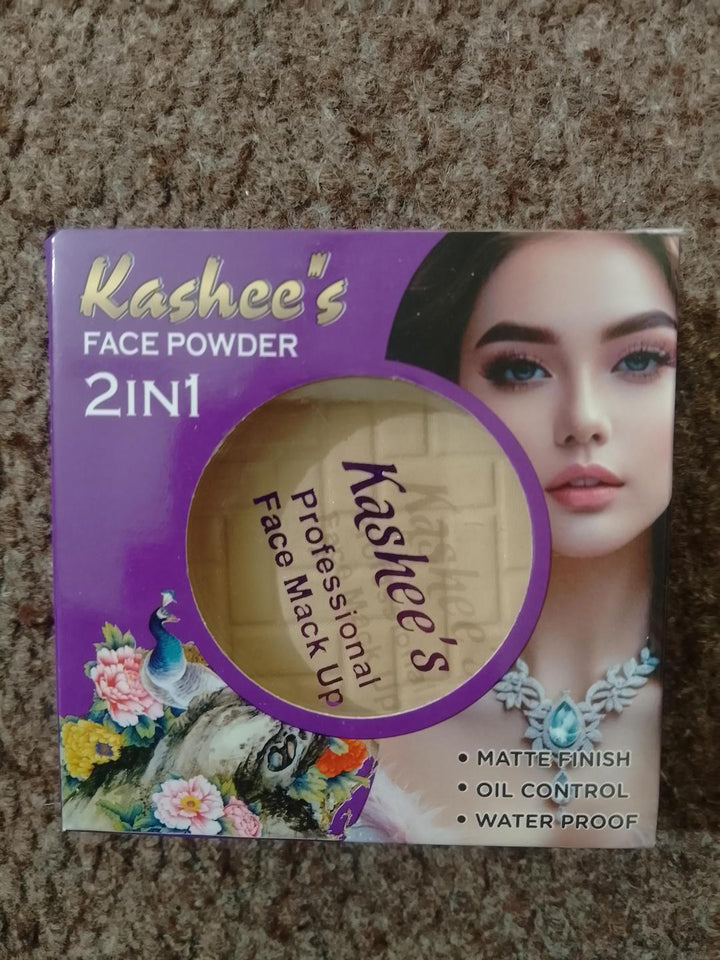 Kashee's
FACE POWDER
2IN1
Kashee's
Professional
Face Mack Up
• MATTE FINISH
• OIL CONTROL
• WATER PROOF